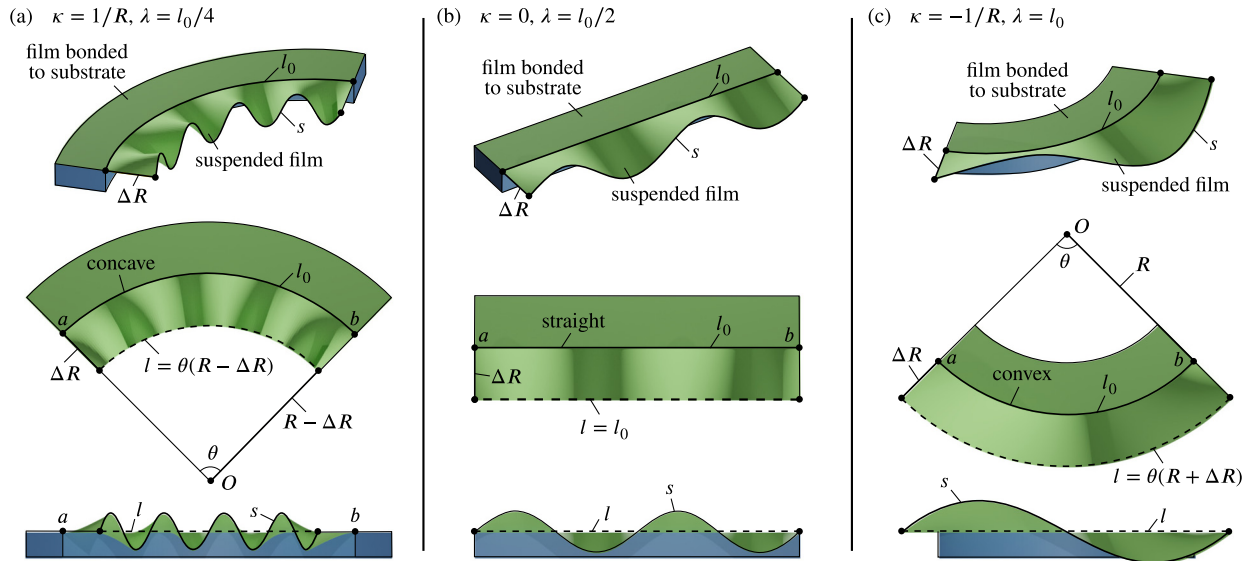 (a) κ = 1/R, λ = l₀/4
film bonded
to substrate
l₀
s
suspended film
ΔR
concave
l₀
a
b
ΔR
l = θ(R − ΔR)
R − ΔR
θ
O
a
l
s
b
(b) κ = 0, λ = l₀/2
film bonded
to substrate
l₀
s
suspended film
ΔR
straight
l₀
a
b
ΔR
l = l₀
s
l
(c) κ = −1/R, λ = l₀
film bonded
to substrate
l₀
ΔR
s
suspended film
O
θ
R
ΔR
a
b
convex
l₀
l = θ(R + ΔR)
s
l